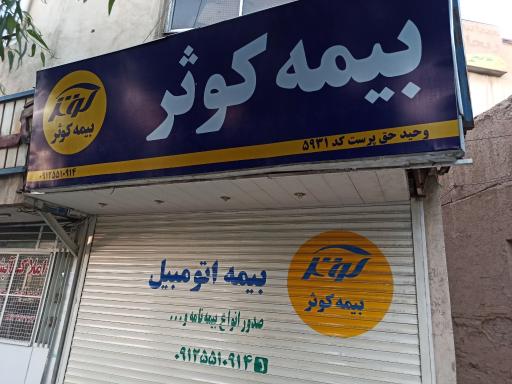 بیمه کوثر
کوثر
بیمه کوثر
وحید حق پرست کد ۵۹۳۱
۰۹۱۲۵۵۱۰۹۱۴
بیمه اتومبیل
صدور انواع بیمه نامه و...
۰۹۱۲۵۵۱۰۹۱۴
کوثر
بیمه کوثر
املاک